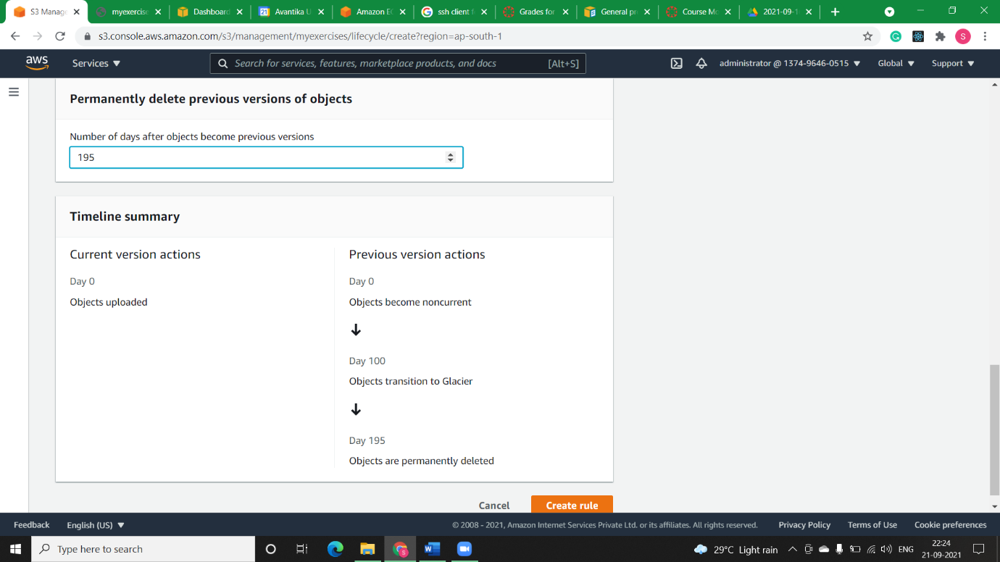 S3 Manag
myexercise
Dashboard
21 Avantika U
Amazon EC
G ssh client f
Grades for
General pr
Course Mo
2021-09-1
s3.console.aws.amazon.com/s3/management/myexercises/lifecycle/create?region=ap-south-1
S
aws
Services
Search for services, features, marketplace products, and docs [Alt+S]
administrator @ 1374-9646-0515
Global
Support
Permanently delete previous versions of objects
Number of days after objects become previous versions
195
Timeline summary
Current version actions
Day 0
Objects uploaded
Previous version actions
Day 0
Objects become noncurrent
Day 100
Objects transition to Glacier
Day 195
Objects are permanently deleted
Cancel
Create rule
Feedback
English (US)
© 2008 - 2021, Amazon Internet Services Private Ltd. or its affiliates. All rights reserved.
Privacy Policy
Terms of Use
Cookie preferences
Type here to search
29°C Light rain
ENG
22:24
21-09-2021